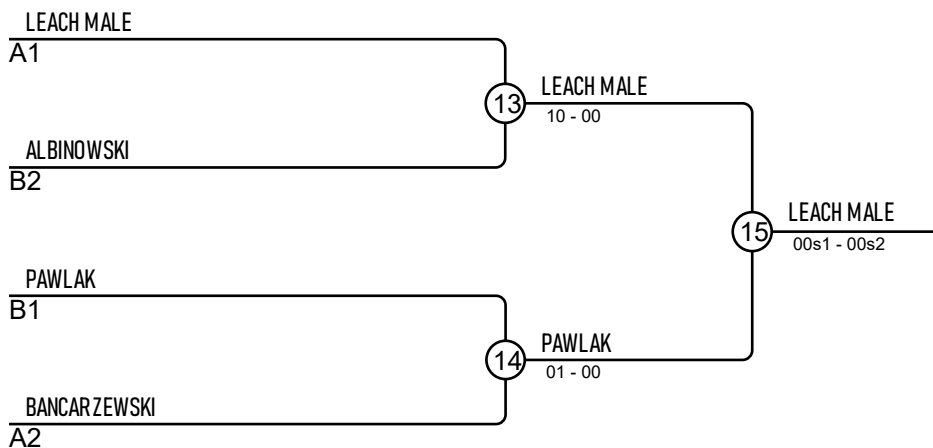 LEACH MALE
A1
13
LEACH MALE
10 - 00
ALBINOWSKI
B2
15
LEACH MALE
00s1 - 00s2
PAWLAK
B1
14
PAWLAK
01 - 00
BANCARZEWSKI
A2